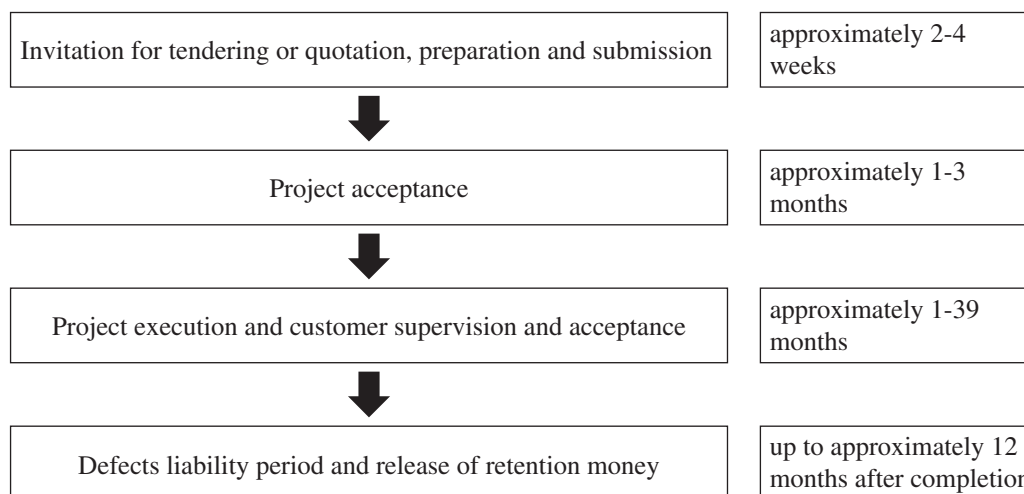 Invitation for tendering or quotation, preparation and submission
approximately 2-4
weeks
Project acceptance
approximately 1-3
months
Project execution and customer supervision and acceptance
approximately 1-39
months
Defects liability period and release of retention money
up to approximately 12
months after completion